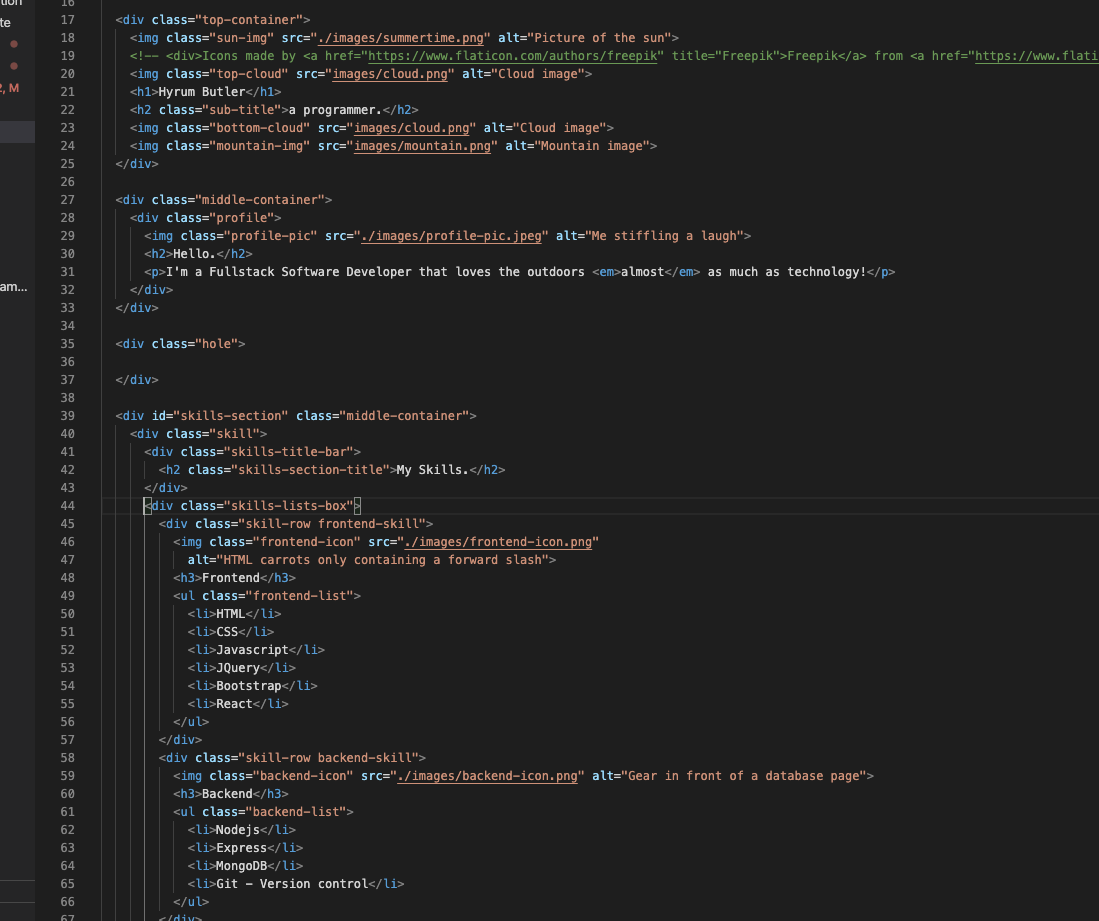 tion
te
2, M
am...
16
17 <div class="top-container">
18 <img class="sun-img" src="./images/summertime.png" alt="Picture of the sun">
19 <!-- <div>Icons made by <a href="https://www.flaticon.com/authors/freepik" title="Freepik">Freepik</a> from <a href="https://www.flati
20 <img class="top-cloud" src="images/cloud.png" alt="Cloud image">
21 <h1>Hyrum Butler</h1>
22 <h2 class="sub-title">a programmer.</h2>
23 <img class="bottom-cloud" src="images/cloud.png" alt="Cloud image">
24 <img class="mountain-img" src="images/mountain.png" alt="Mountain image">
25 </div>
26
27 <div class="middle-container">
28 <div class="profile">
29 <img class="profile-pic" src="./images/profile-pic.jpeg" alt="Me stiffling a laugh">
30 <h2>Hello.</h2>
31 <p>I'm a Fullstack Software Developer that loves the outdoors <em>almost</em> as much as technology!</p>
32 </div>
33 </div>
34
35 <div class="hole">
36
37 </div>
38
39 <div id="skills-section" class="middle-container">
40 <div class="skill">
41 <div class="skills-title-bar">
42 <h2 class="skills-section-title">My Skills.</h2>
43 </div>
44 <div class="skills-lists-box">
45 <div class="skill-row frontend-skill">
46 <img class="frontend-icon" src="./images/frontend-icon.png"
47 alt="HTML carrots only containing a forward slash">
48 <h3>Frontend</h3>
49 <ul class="frontend-list">
50 <li>HTML</li>
51 <li>CSS</li>
52 <li>Javascript</li>
53 <li>JQuery</li>
54 <li>Bootstrap</li>
55 <li>React</li>
56 </ul>
57 </div>
58 <div class="skill-row backend-skill">
59 <img class="backend-icon" src="./images/backend-icon.png" alt="Gear in front of a database page">
60 <h3>Backend</h3>
61 <ul class="backend-list">
62 <li>Nodejs</li>
63 <li>Express</li>
64 <li>MongoDB</li>
65 <li>Git - Version control</li>
66 </ul>
67 </div>